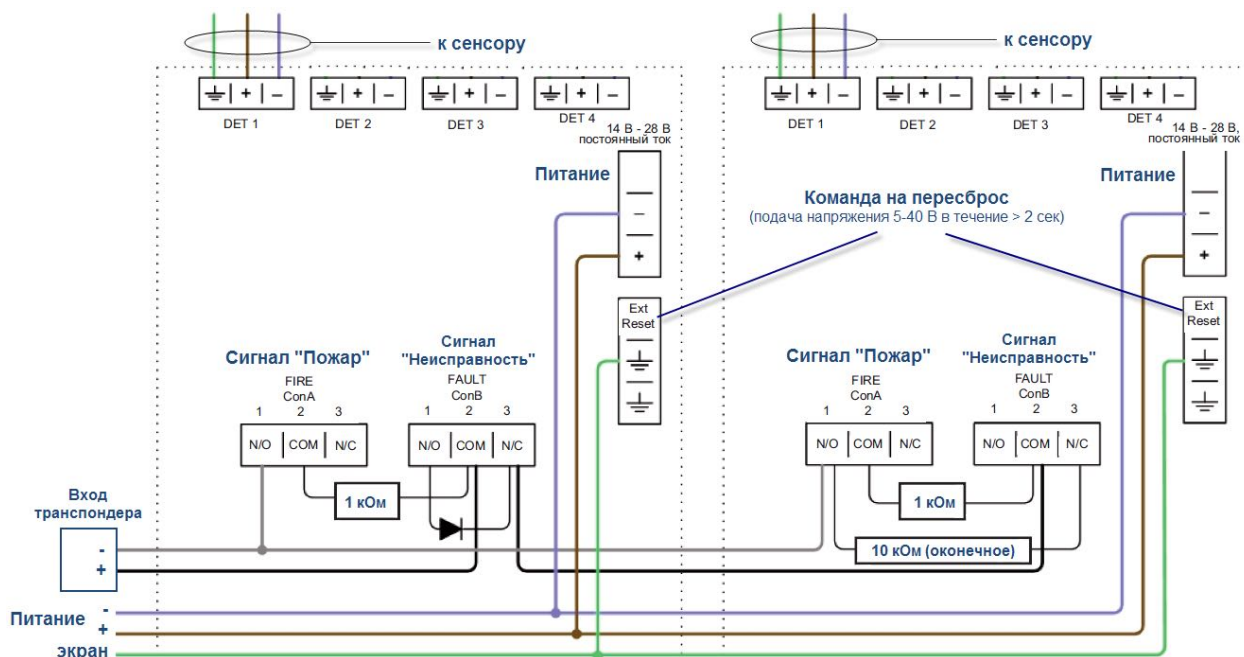 к сенсору
к сенсору
⏚ + −
⏚ + −
⏚ + −
⏚ + −
⏚ + −
⏚ + −
⏚ + −
⏚ + −
DET 1
DET 2
DET 3
DET 4
DET 1
DET 2
DET 3
DET 4
14 В - 28 В
постоянный ток
14 В - 28 В,
постоянный ток
Питание
−
+
Команда на пересброс
(подача напряжения 5-40 В в течение > 2 сек)
Питание
−
+
Ext
Reset
Ext
Reset
Сигнал "Пожар"
FIRE
ConA
1 2 3
N/O COM N/C
Сигнал
"Неисправность"
FAULT
ConB
1 2 3
N/O COM N/C
Сигнал "Пожар"
FIRE
ConA
1 2 3
N/O COM N/C
Сигнал
"Неисправность"
FAULT
ConB
1 2 3
N/O COM N/C
1 кОм
1 кОм
10 кОм (оконечное)
Вход
транспондера
-
+
Питание
-
+
экран